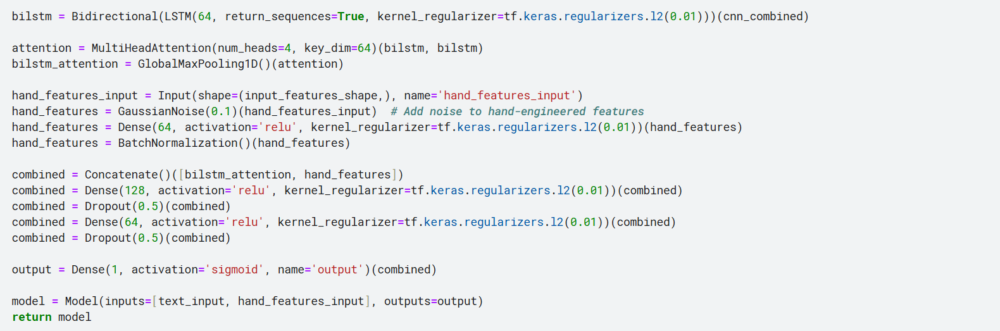 bilstm = Bidirectional(LSTM(64, return_sequences=True, kernel_regularizer=tf.keras.regularizers.l2(0.01)))(cnn_combined)
attention = MultiHeadAttention(num_heads=4, key_dim=64)(bilstm, bilstm)
bilstm_attention = GlobalMaxPooling1D()(attention)
hand_features_input = Input(shape=(input_features_shape,), name='hand_features_input')
hand_features = GaussianNoise(0.1)(hand_features_input)  # Add noise to hand-engineered features
hand_features = Dense(64, activation='relu', kernel_regularizer=tf.keras.regularizers.l2(0.01))(hand_features)
hand_features = BatchNormalization()(hand_features)
combined = Concatenate()([bilstm_attention, hand_features])
combined = Dense(128, activation='relu', kernel_regularizer=tf.keras.regularizers.l2(0.01))(combined)
combined = Dropout(0.5)(combined)
combined = Dense(64, activation='relu', kernel_regularizer=tf.keras.regularizers.l2(0.01))(combined)
combined = Dropout(0.5)(combined)
output = Dense(1, activation='sigmoid', name='output')(combined)
model = Model(inputs=[text_input, hand_features_input], outputs=output)
return model